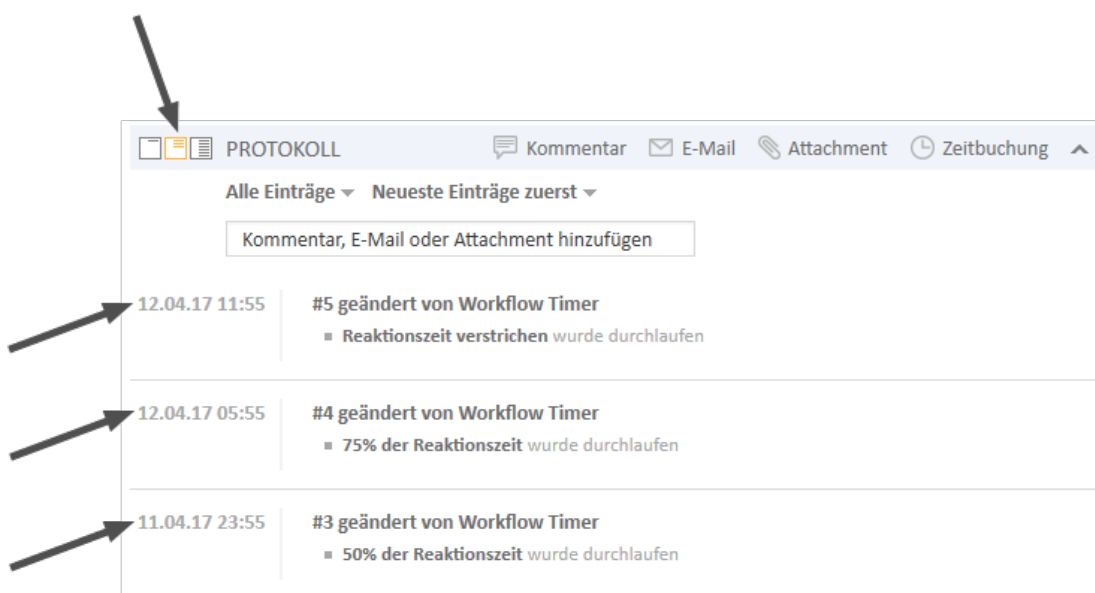 PROTOKOLL Kommentar E-Mail Attachment Zeitbuchung
Alle Einträge Neueste Einträge zuerst
Kommentar, E-Mail oder Attachment hinzufügen
12.04.17 11:55 #5 geändert von Workflow Timer
Reaktionszeit verstrichen wurde durchlaufen
12.04.17 05:55 #4 geändert von Workflow Timer
75% der Reaktionszeit wurde durchlaufen
11.04.17 23:55 #3 geändert von Workflow Timer
50% der Reaktionszeit wurde durchlaufen